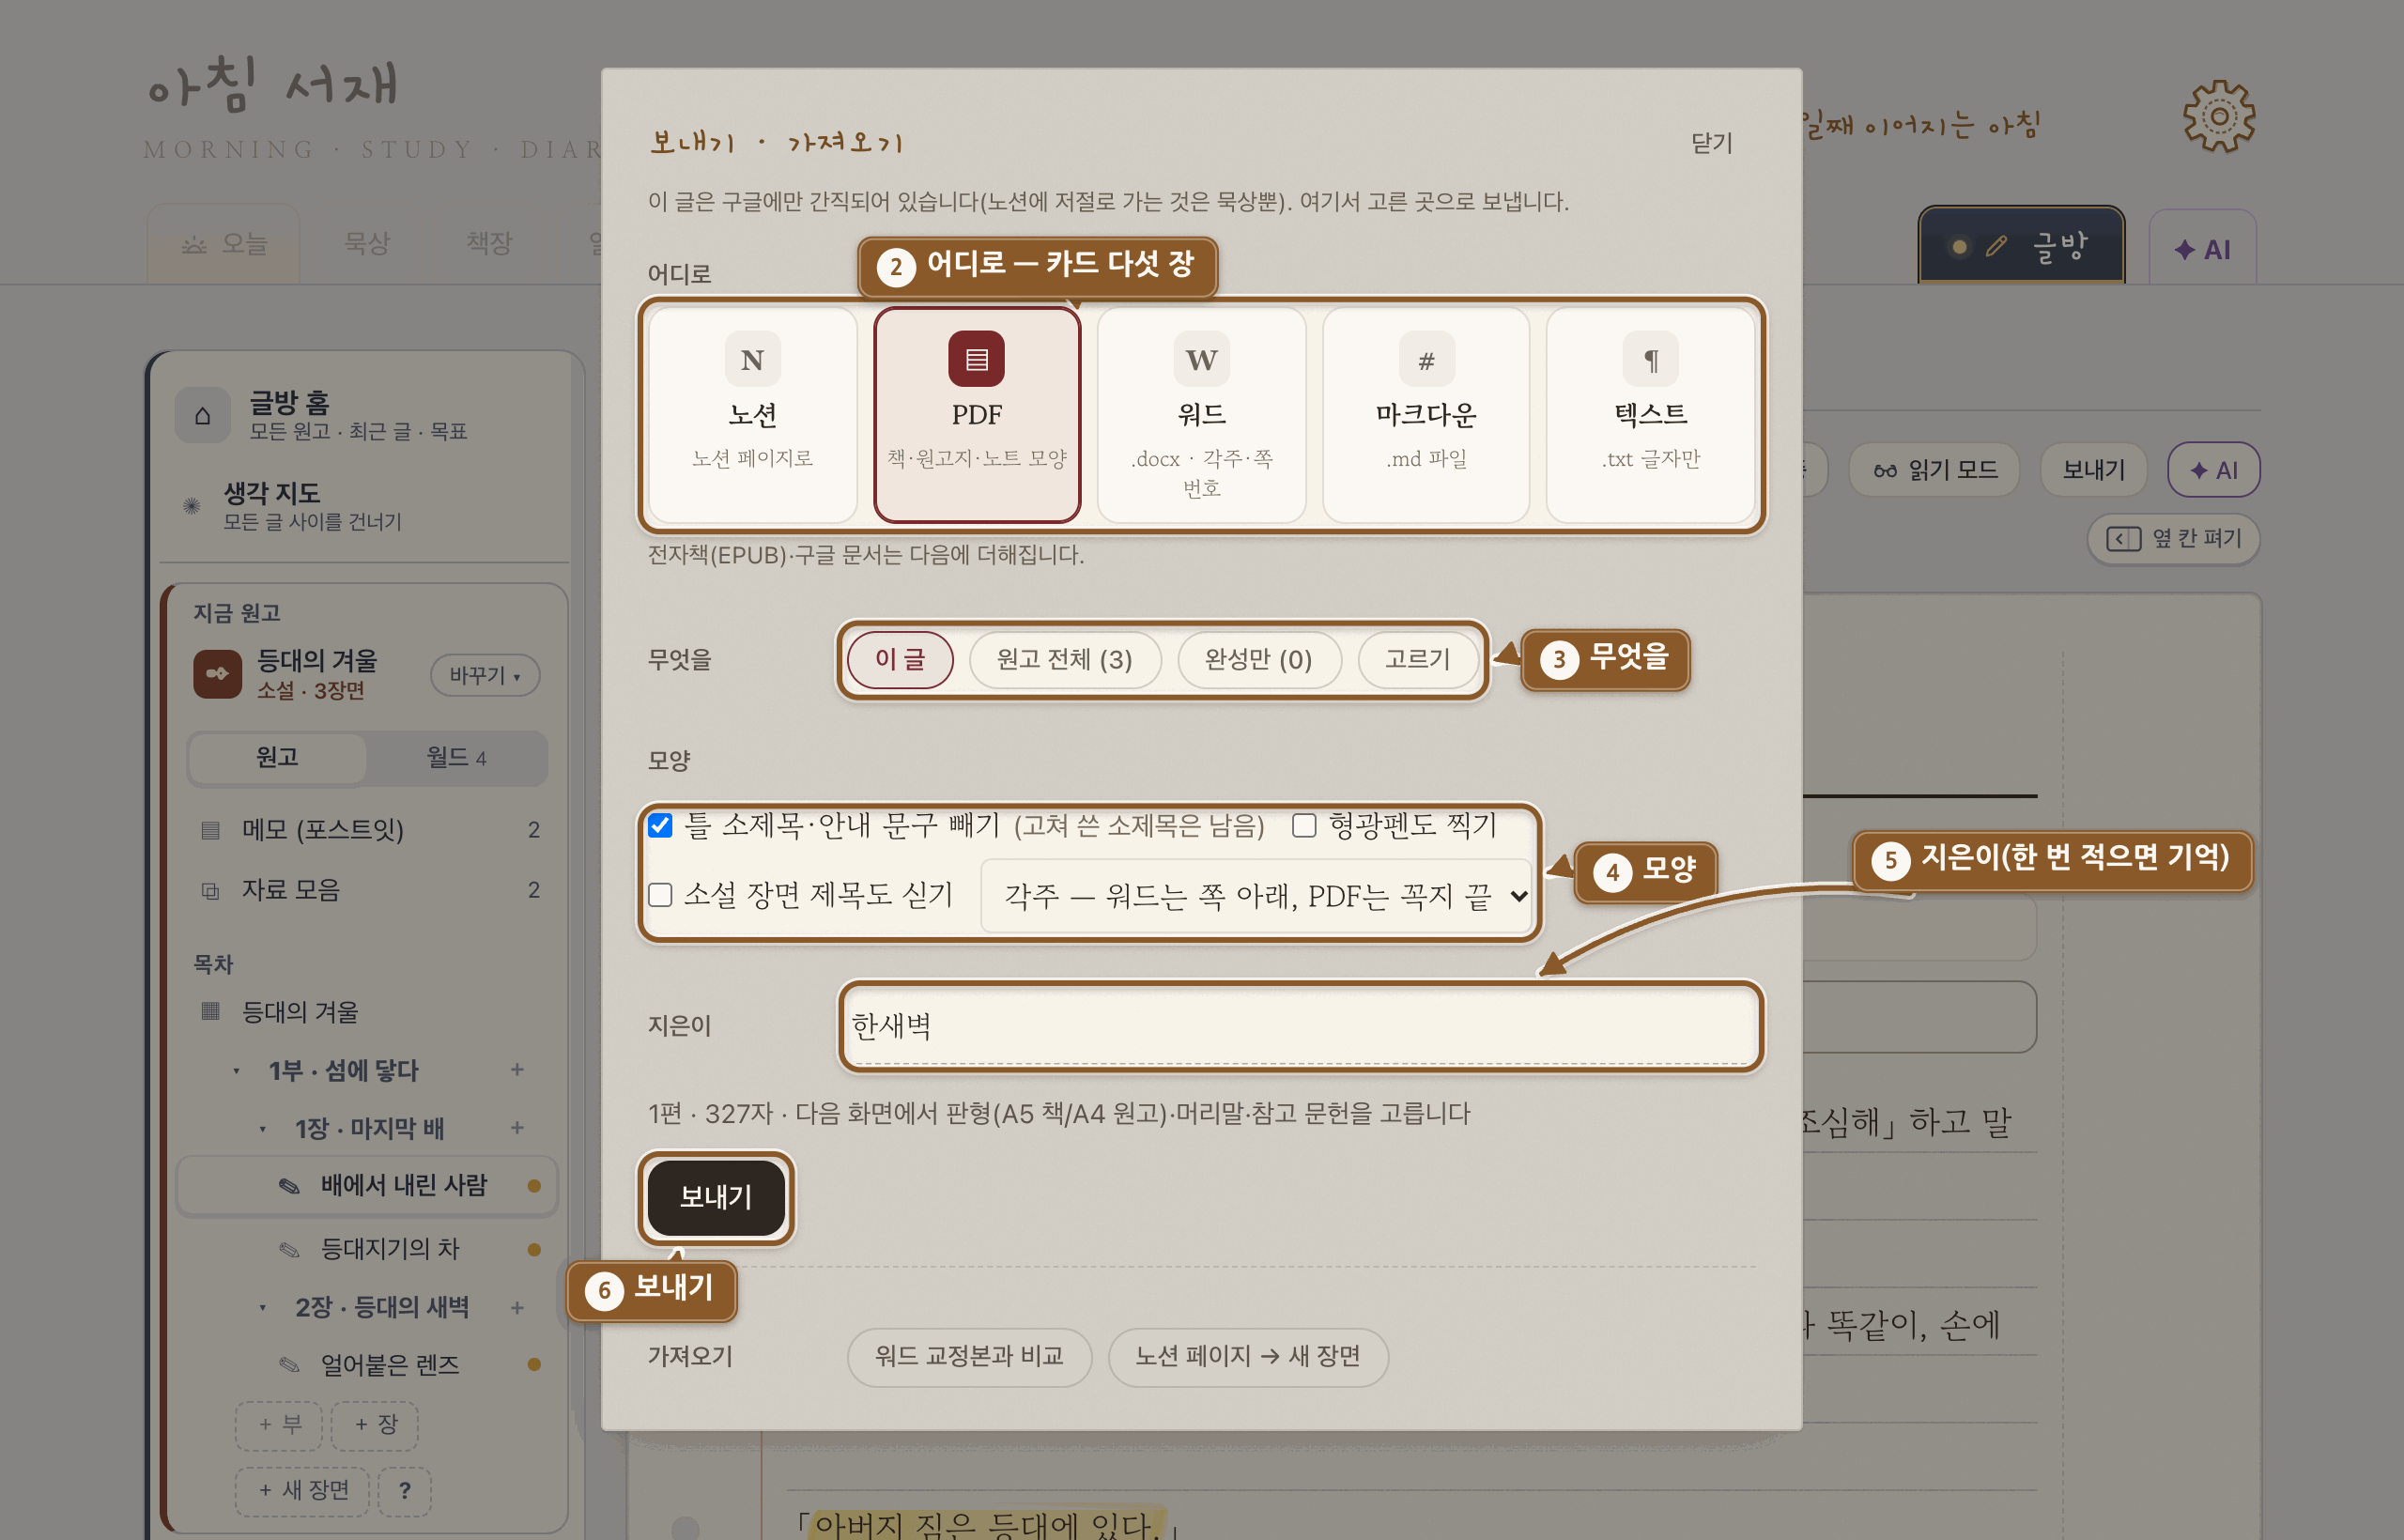 아침 서재
MORNING · STUDY · DIAR
일째 이어지는 아침
오늘
묵상
책장
글방
AI
보내기 · 가져오기
닫기
이 글은 구글에만 간직되어 있습니다(노션에 저절로 가는 것은 묵상뿐). 여기서 고른 곳으로 보냅니다.
어디로
2 어디로 — 카드 다섯 장
N
노션
노션 페이지로
PDF
책·원고지·노트 모양
W
워드
.docx · 각주·쪽
번호
#
마크다운
.md 파일
¶
텍스트
.txt 글자만
전자책(EPUB)·구글 문서는 다음에 더해집니다.
무엇을
이 글
원고 전체 (3)
완성만 (0)
고르기
3 무엇을
모양
틀 소제목·안내 문구 빼기 (고쳐 쓴 소제목은 남음)
형광펜도 찍기
소설 장면 제목도 싣기
각주 — 워드는 쪽 아래, PDF는 꼭지 끝
4 모양
5 지은이(한 번 적으면 기억)
지은이
한새벽
1편 · 327자 · 다음 화면에서 판형(A5 책/A4 원고)·머리말·참고 문헌을 고릅니다
보내기
6 보내기
가져오기
워드 교정본과 비교
노션 페이지 → 새 장면
글방 홈
모든 원고 · 최근 글 · 목표
생각 지도
모든 글 사이를 건너기
지금 원고
등대의 겨울
소설 · 3장면
바꾸기 ▾
원고
월드 4
메모 (포스트잇) 2
자료 모음 2
목차
등대의 겨울
1부 · 섬에 닿다 +
1장 · 마지막 배 +
배에서 내린 사람
등대지기의 차
2장 · 등대의 새벽 +
얼어붙은 렌즈
+ 부
+ 장
+ 새 장면
?
읽기 모드
보내기
AI
옆 칸 펴기
조심해」 하고 말
똑같이, 손에
「아버지 짐은 등대에 있다.」